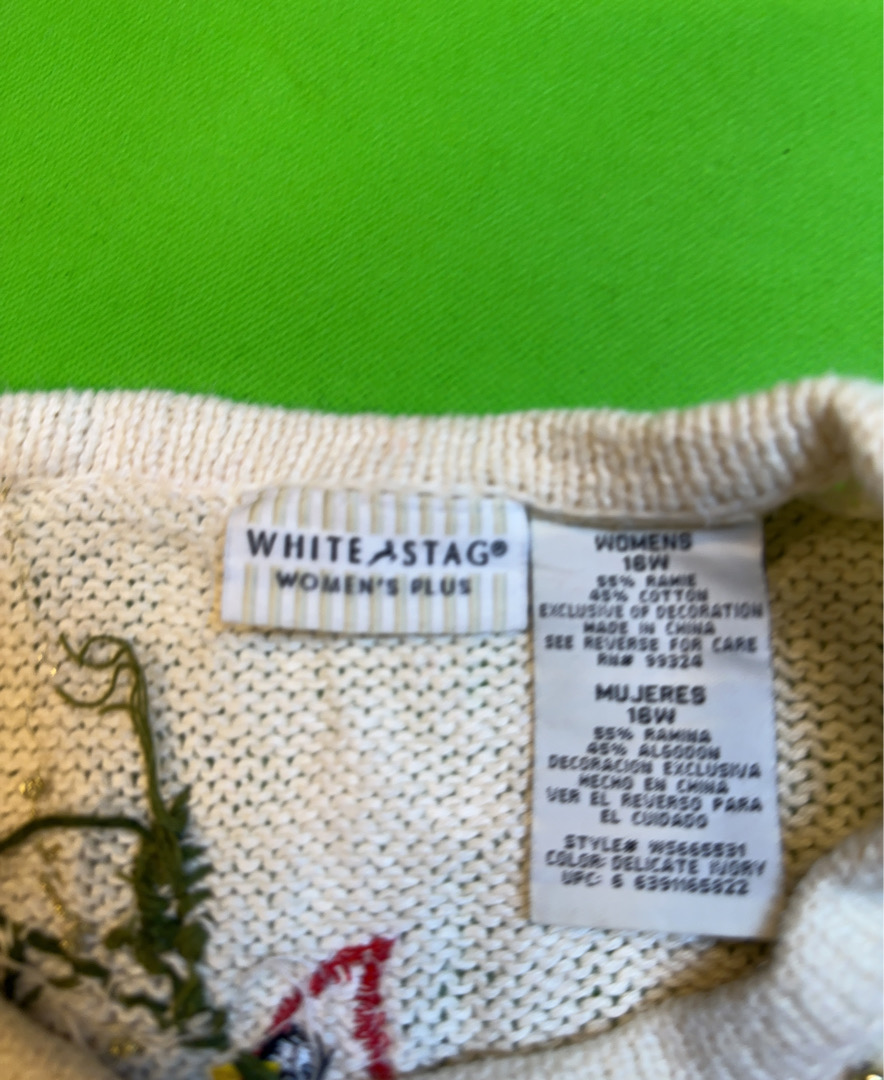 WHITE STAG®
WOMEN'S PLUS
WOMENS
16W
55% RAMIE
45% COTTON
EXCLUSIVE OF DECORATION
MADE IN CHINA
SEE REVERSE FOR CARE
RN# 99324
MUJERES
16W
55% RAMINA
45% ALGODON
DECORACION EXCLUSIVA
HECHO EN CHINA
VER EL REVERSO PARA
EL CUIDADO
STYLE#
COLOR: DELICATE IVORY
UPC: